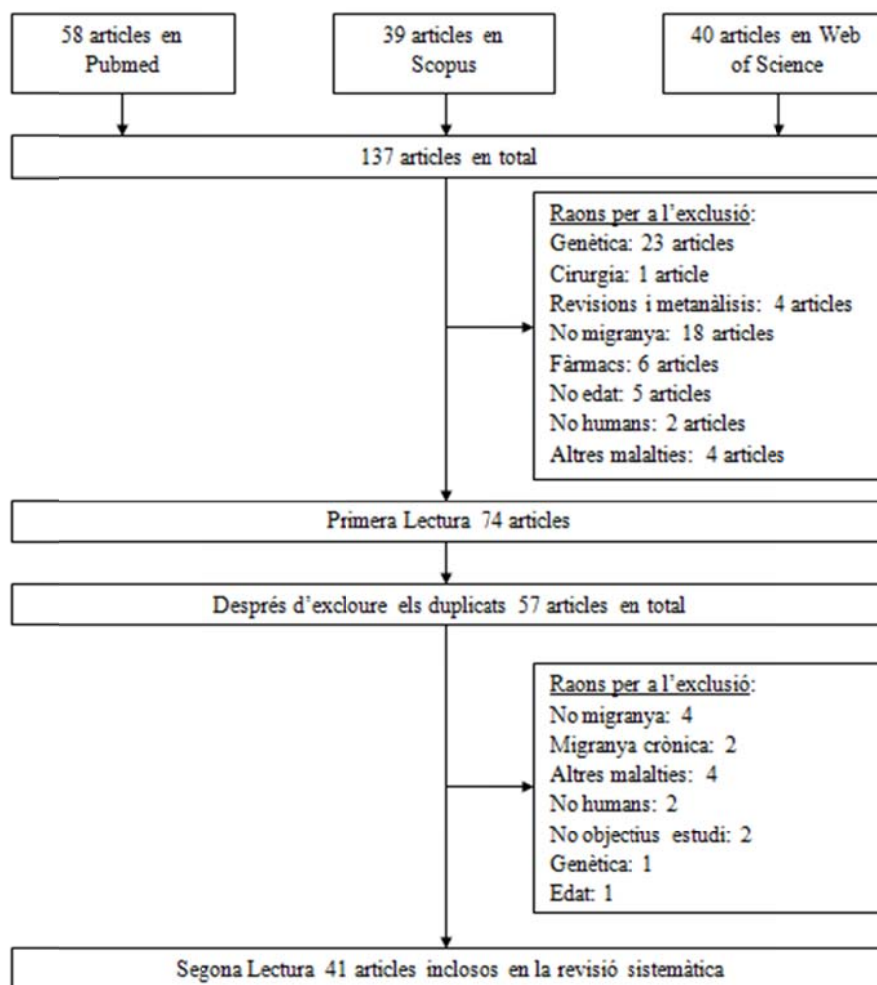 58 articles en
Pubmed
39 articles en
Scopus
40 articles en Web
of Science
137 articles en total
Raons per a l’exclusió:
Genètica: 23 articles
Cirurgia: 1 article
Revisions i metanàlisis: 4 articles
No migranya: 18 articles
Fàrmacs: 6 articles
No edat: 5 articles
No humans: 2 articles
Altres malalties: 4 articles
Primera Lectura 74 articles
Després d’excloure els duplicats 57 articles en total
Raons per a l’exclusió:
No migranya: 4
Migranya crònica: 2
Altres malalties: 4
No humans: 2
No objectius estudi: 2
Genètica: 1
Edat: 1
Segona Lectura 41 articles inclosos en la revisió sistemàtica